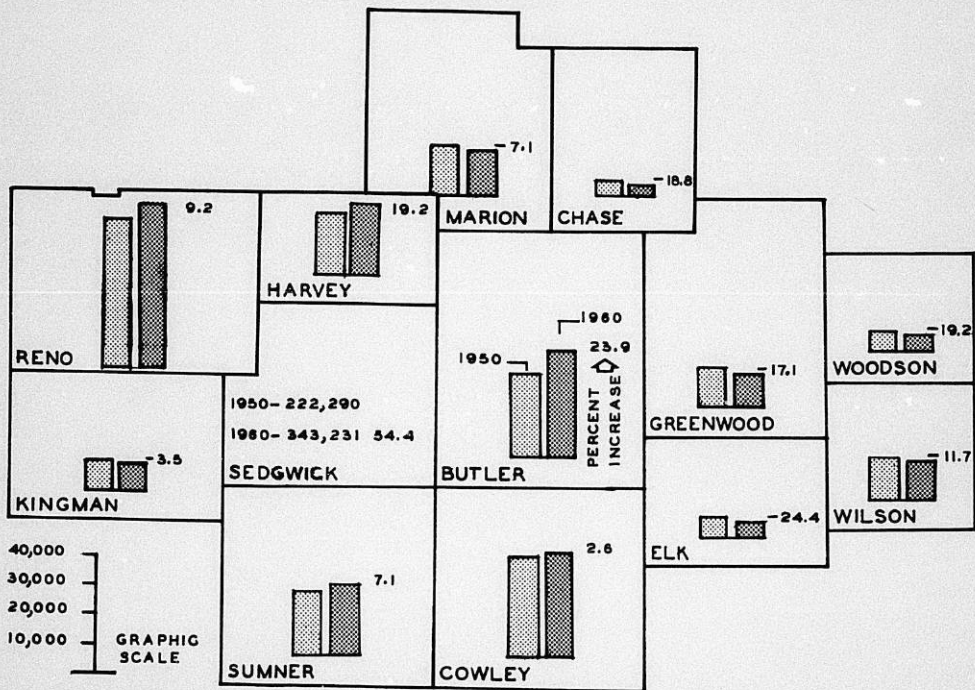 -7.1
MARION
-18.8
CHASE
9.2
RENO
19.2
HARVEY
1950
1960
23.9
PERCENT
INCREASE
BUTLER
-17.1
GREENWOOD
-19.2
WOODSON
1950-222,290
1960-343,231 54.4
SEDGWICK
-3.5
KINGMAN
-24.4
ELK
-11.7
WILSON
40,000
30,000
20,000
10,000
GRAPHIC
SCALE
7.1
SUMNER
2.6
COWLEY